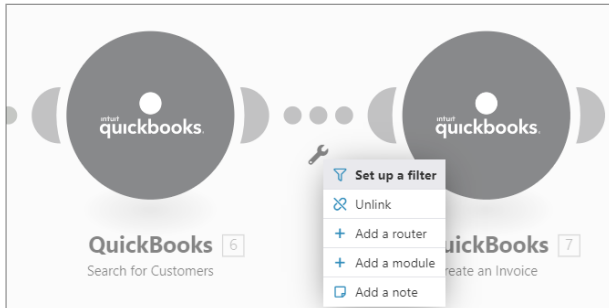 intuit
quickbooks.
intuit
quickbooks.
Set up a filter
Unlink
Add a router
Add a module
Add a note
QuickBooks 6
Search for Customers
uickBooks 7
reate an Invoice